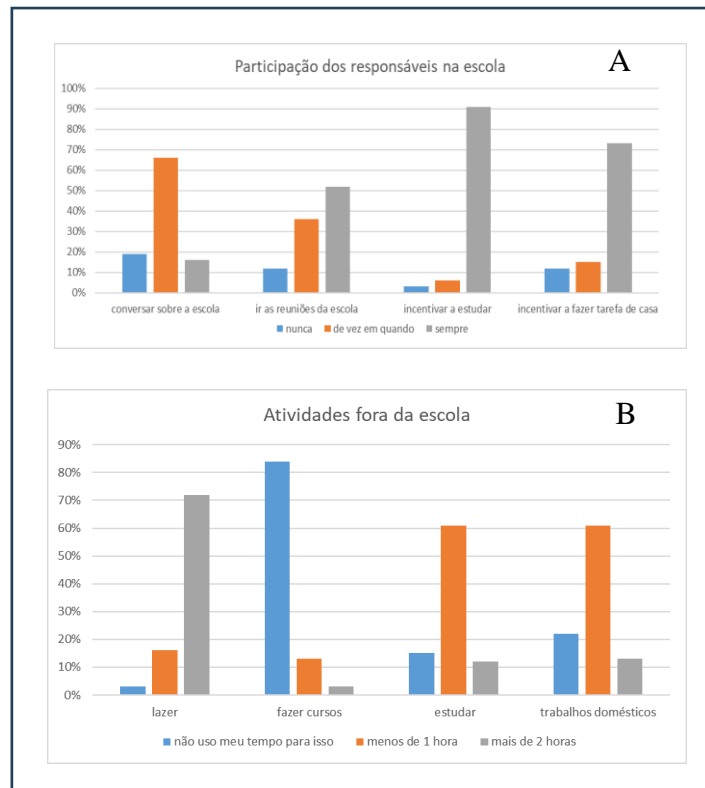 Participação dos responsáveis na escola
A
100%
90%
80%
70%
60%
50%
40%
30%
20%
10%
0%
conversar sobre a escola ir as reuniões da escola incentivar a estudar incentivar a fazer tarefa de casa
nunca de vez em quando sempre
Atividades fora da escola
B
90%
80%
70%
60%
50%
40%
30%
20%
10%
0%
lazer fazer cursos estudar trabalhos domésticos
não uso meu tempo para isso menos de 1 hora mais de 2 horas